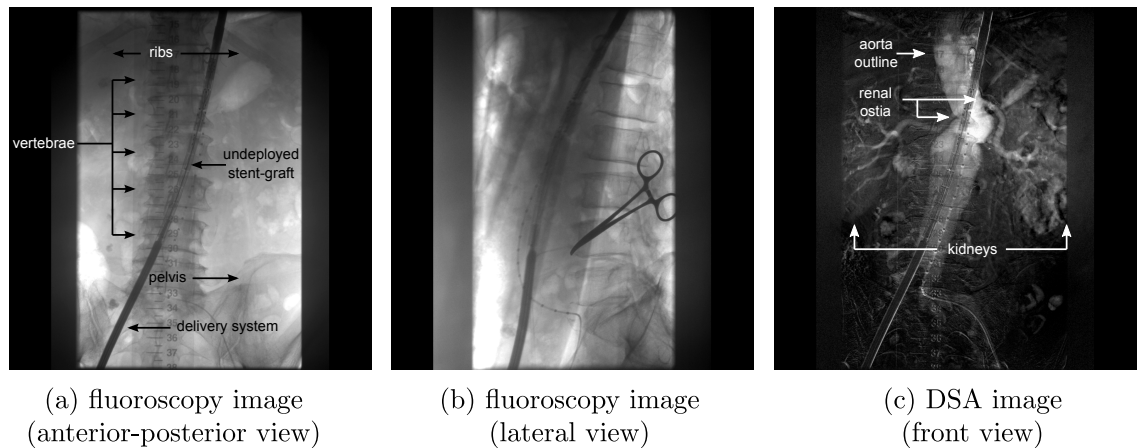 ribs
vertebrae
undeployed
stent-graft
pelvis
delivery system
aorta
outline
renal
ostia
kidneys
(a) fluoroscopy image
(anterior-posterior view)
(b) fluoroscopy image
(lateral view)
(c) DSA image
(front view)